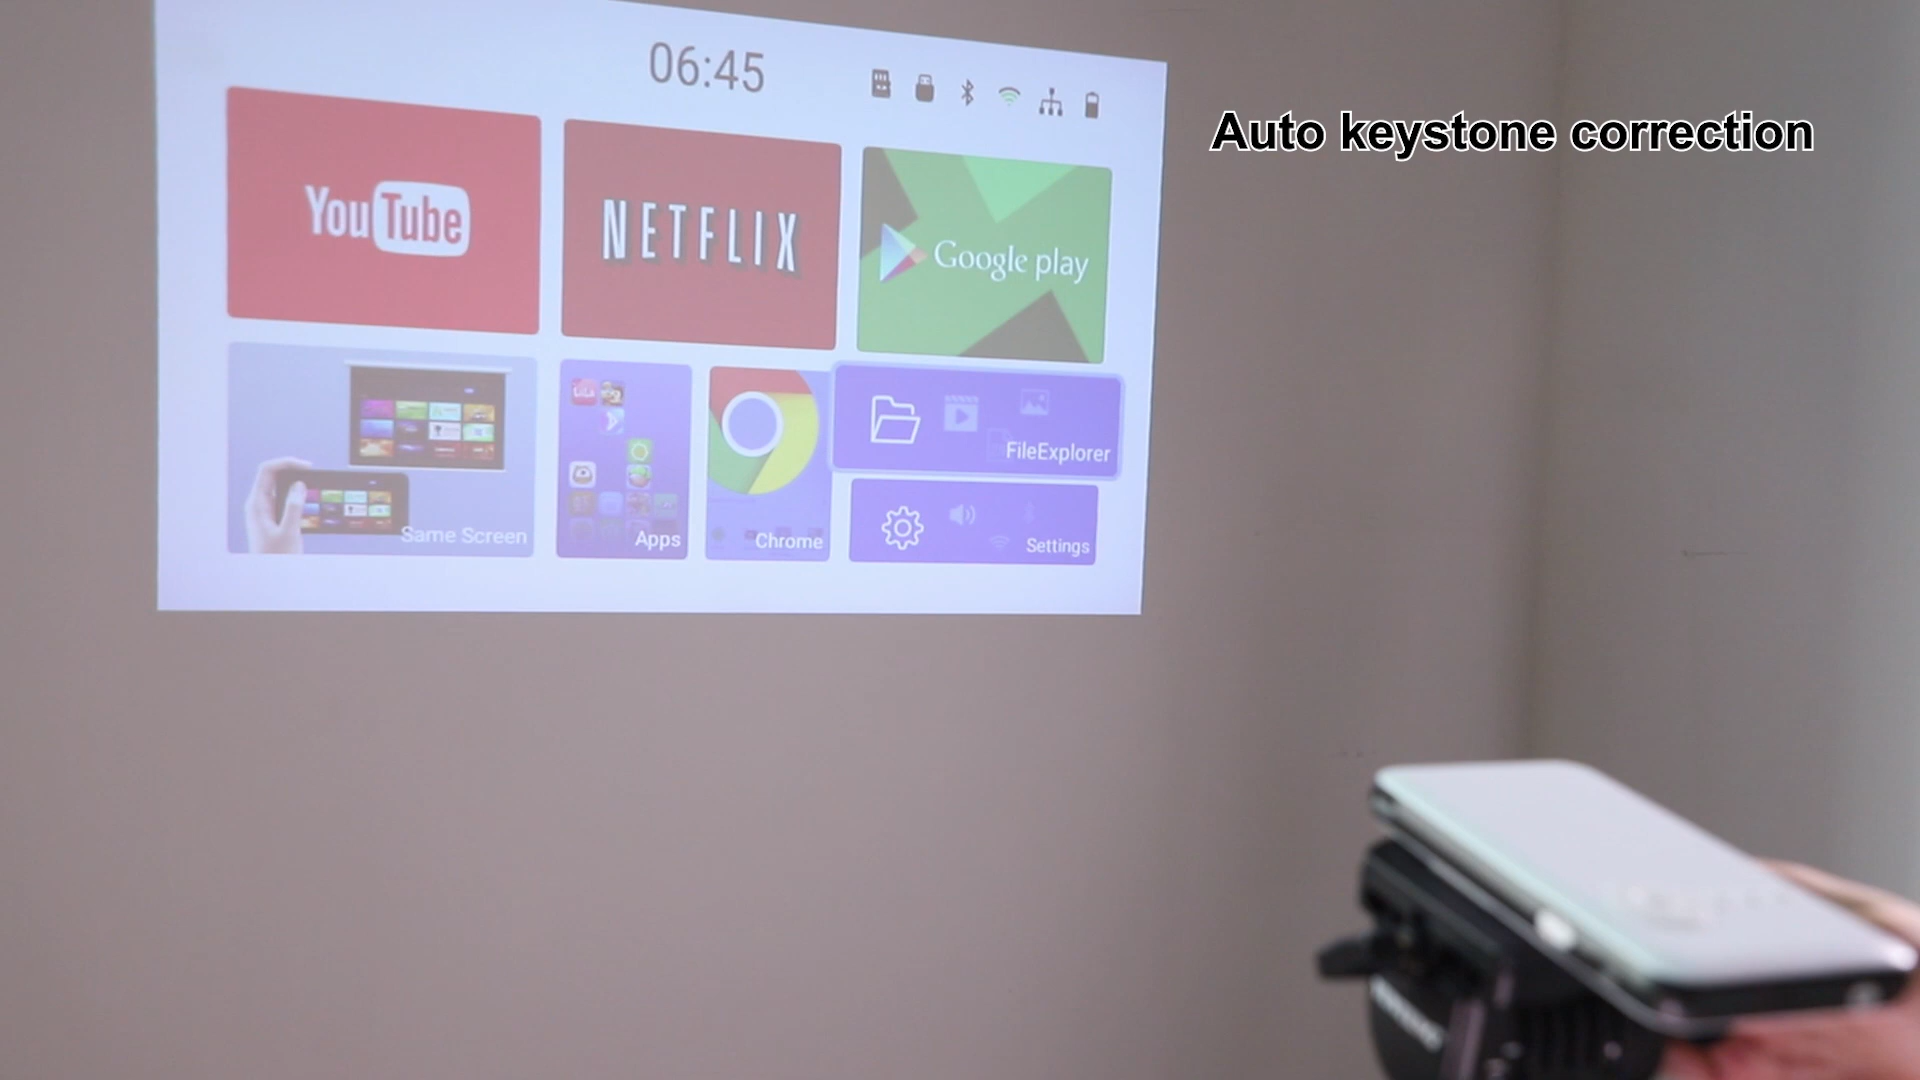 06:45
Auto keystone correction
YouTube
NETFLIX
Google play
FileExplorer
Same Screen
Apps
Chrome
Settings